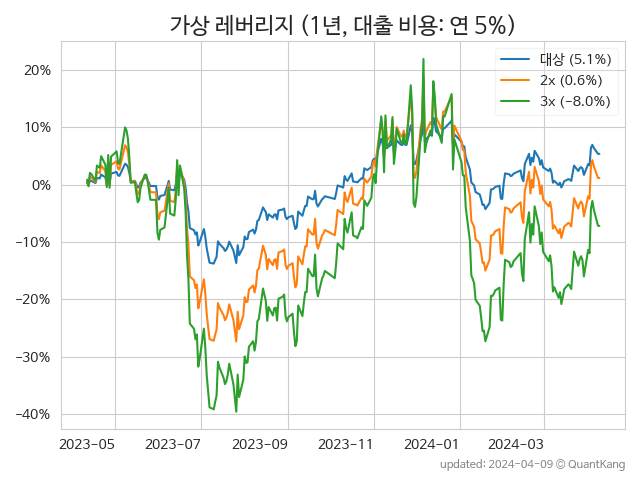 가상 레버리지 (1년, 대출 비용: 연 5%)
대상 (5.1%)
2x (0.6%)
3x (−8.0%)
20%
10%
0%
−10%
−20%
−30%
−40%
2023-05 2023-07 2023-09 2023-11 2024-01 2024-03
updated: 2024-04-09 © QuantKang